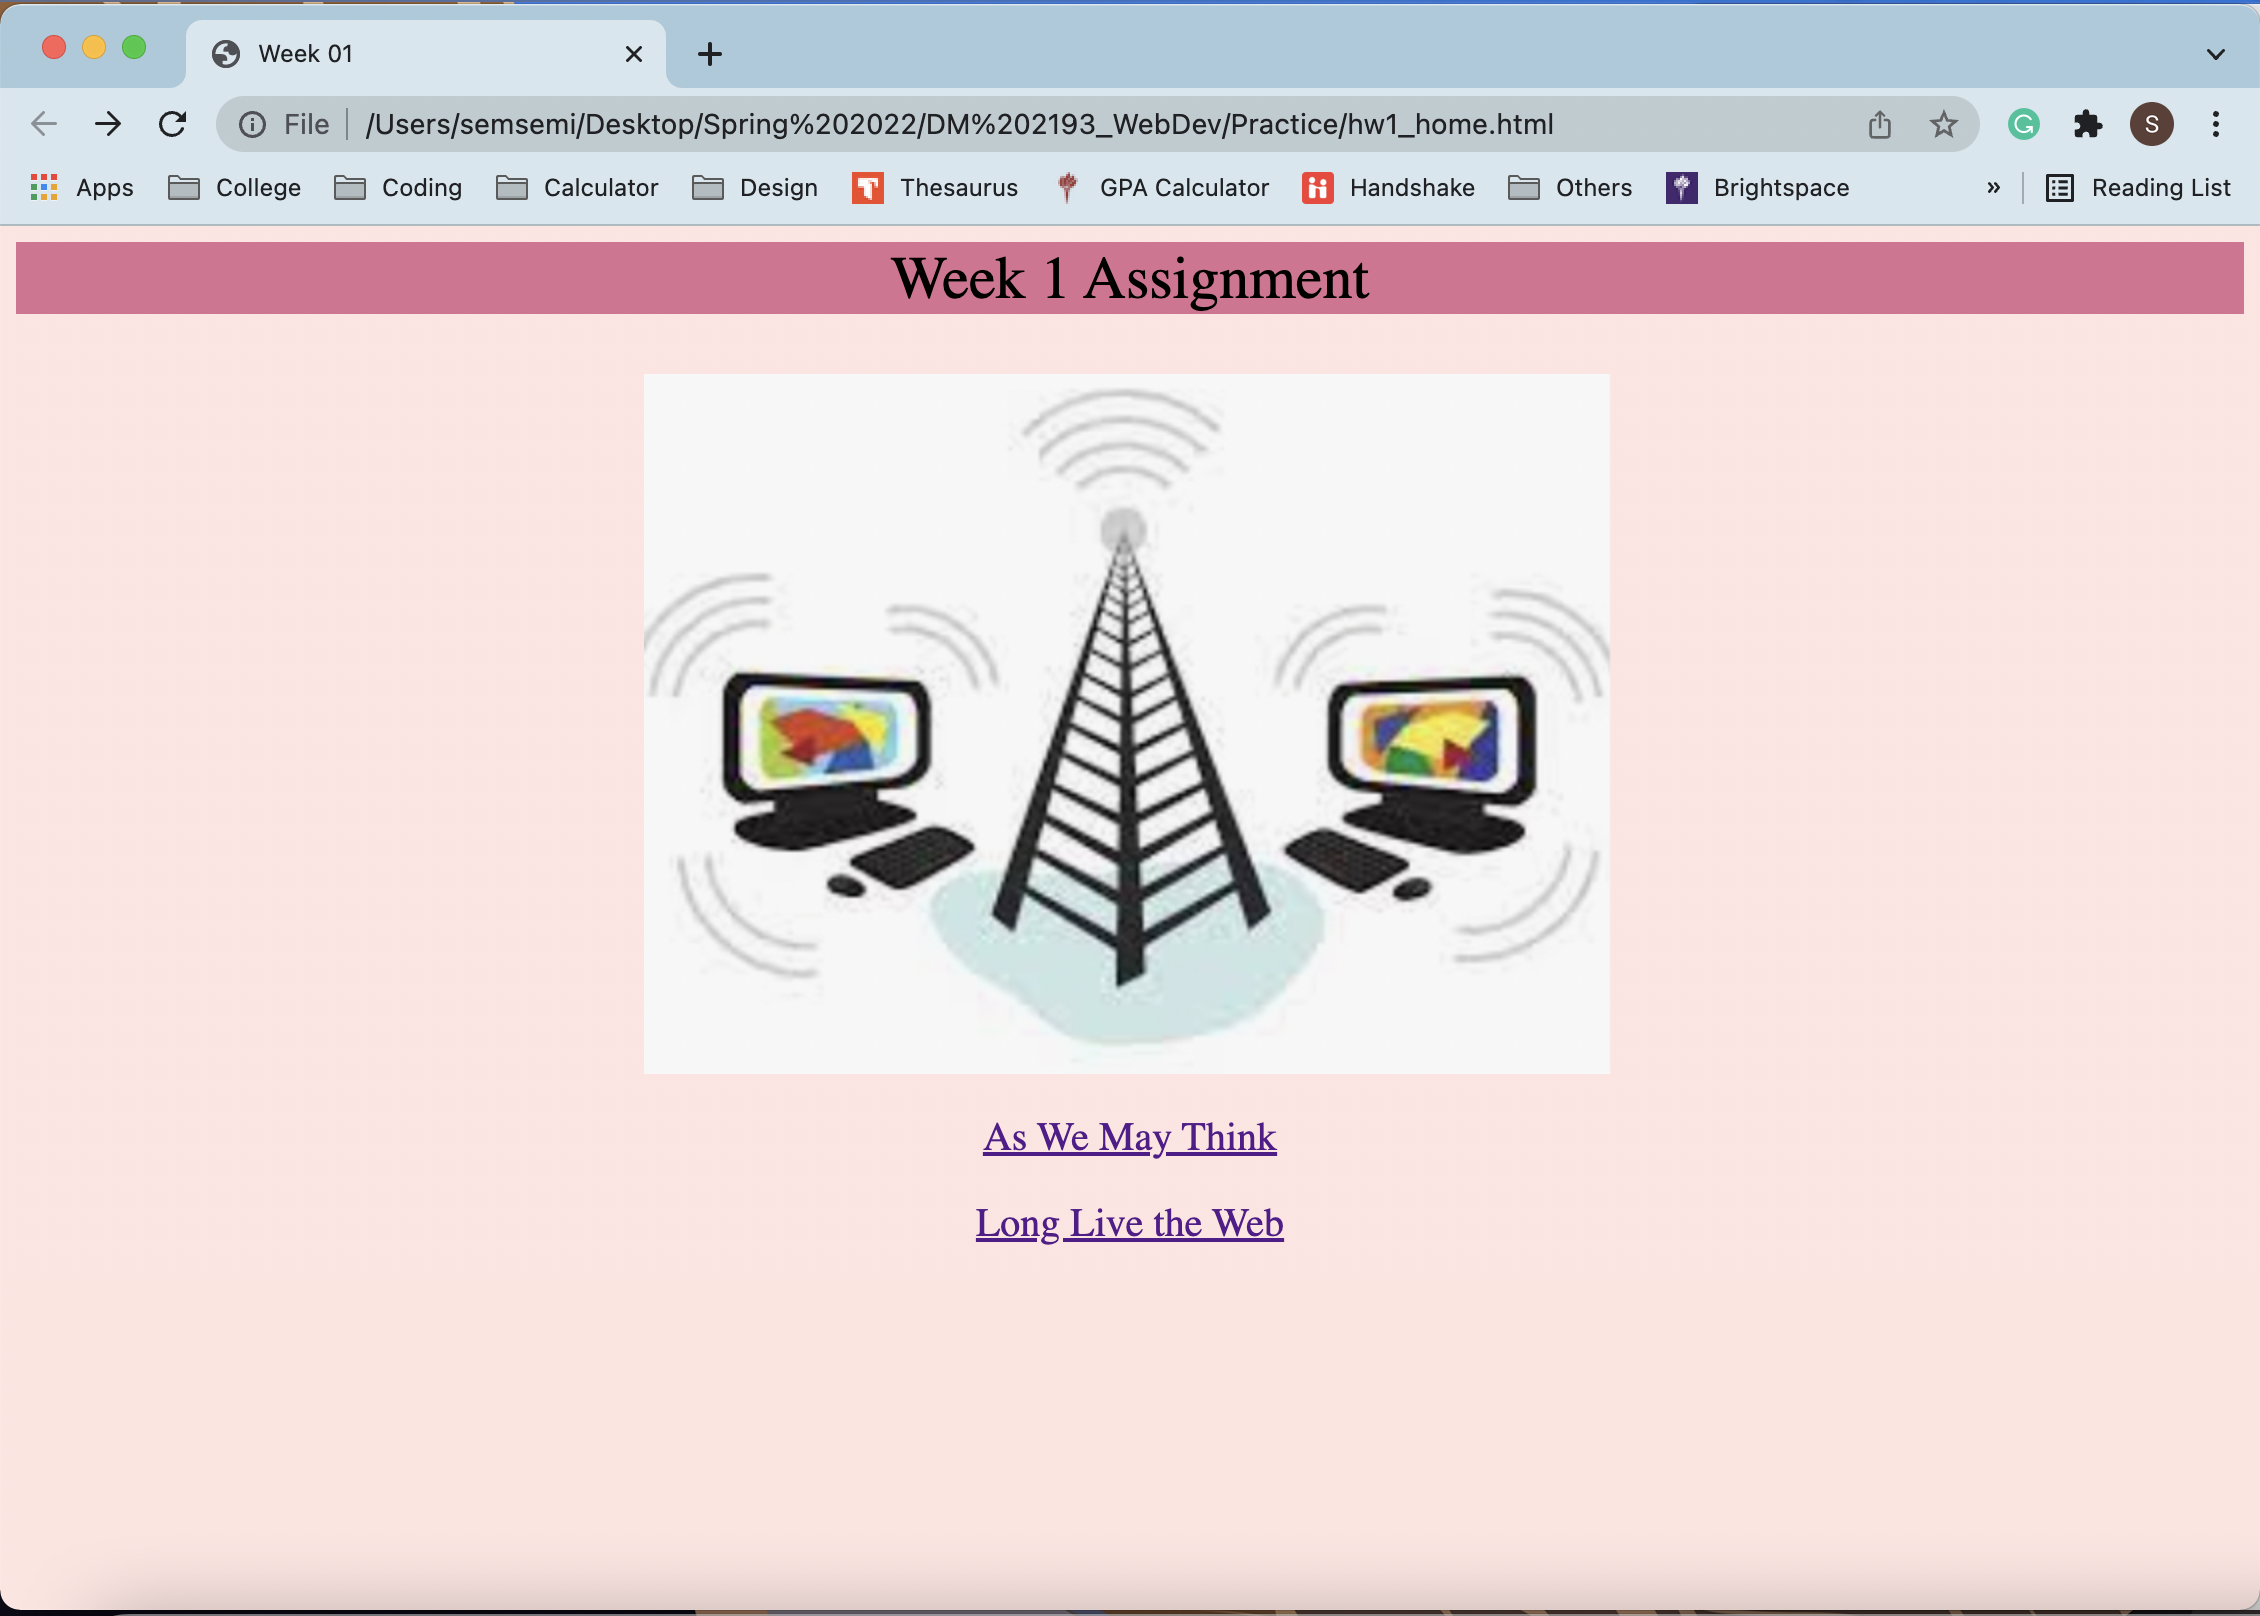 Week 01
File /Users/semsemi/Desktop/Spring%202022/DM%202193_WebDev/Practice/hw1_home.html
S
Apps College Coding Calculator Design Thesaurus GPA Calculator Handshake Others Brightspace » Reading List
Week 1 Assignment
As We May Think
Long Live the Web